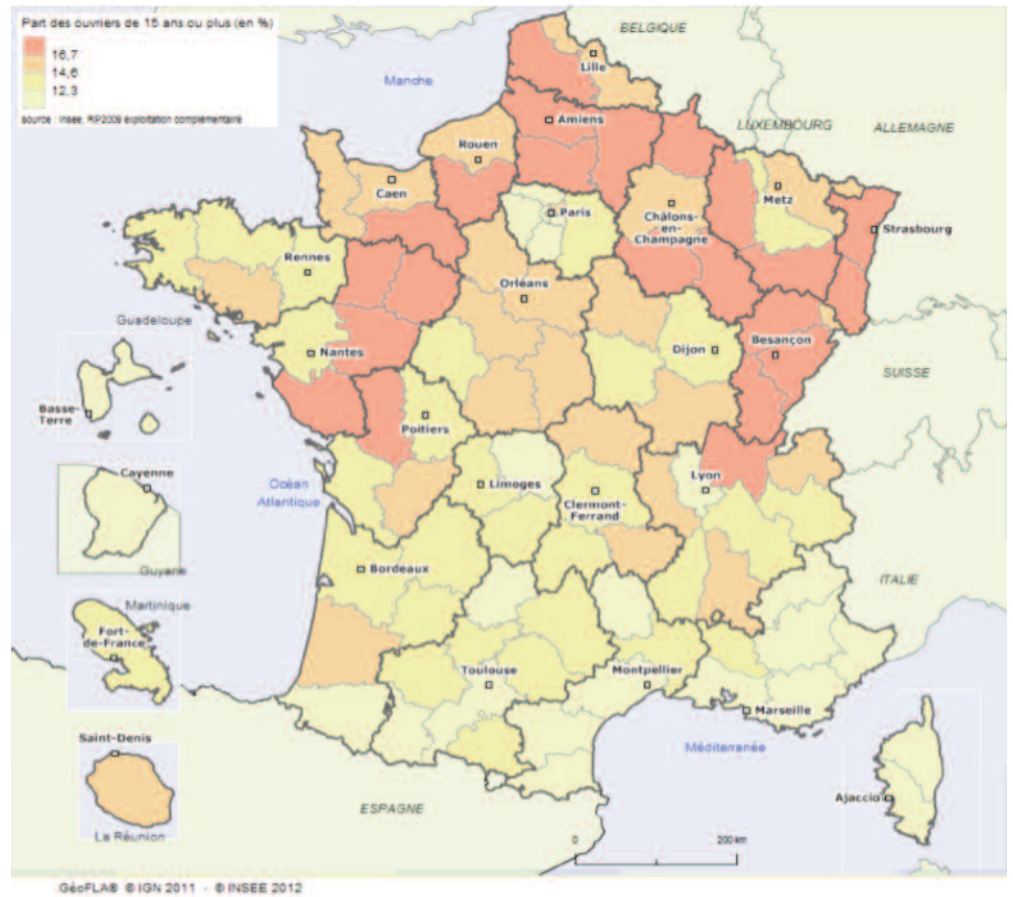 Part des ouvriers de 15 ans ou plus (en %)
16,7
14,6
12,3
source : Insee, RP2009 exploitation complémentaire
BELGIQUE
Lille
Manche
LUXEMBOURG
ALLEMAGNE
Amiens
Rouen
Caen
Metz
Paris
Châlons-
en-
Champagne
Strasbourg
Rennes
Orléans
Guadeloupe
Nantes
Dijon
Besançon
SUISSE
Basse-
Terre
Poitiers
Cayenne
Océan
Atlantique
Limoges
Lyon
Clermont-
Ferrand
Guyane
Bordeaux
ITALIE
Martinique
Fort-
de-France
Toulouse
Montpellier
Marseille
Saint-Denis
Méditerranée
Ajaccio
ESPAGNE
La Réunion
0
200 km
GéoFLA® © IGN 2011 - © INSEE 2012